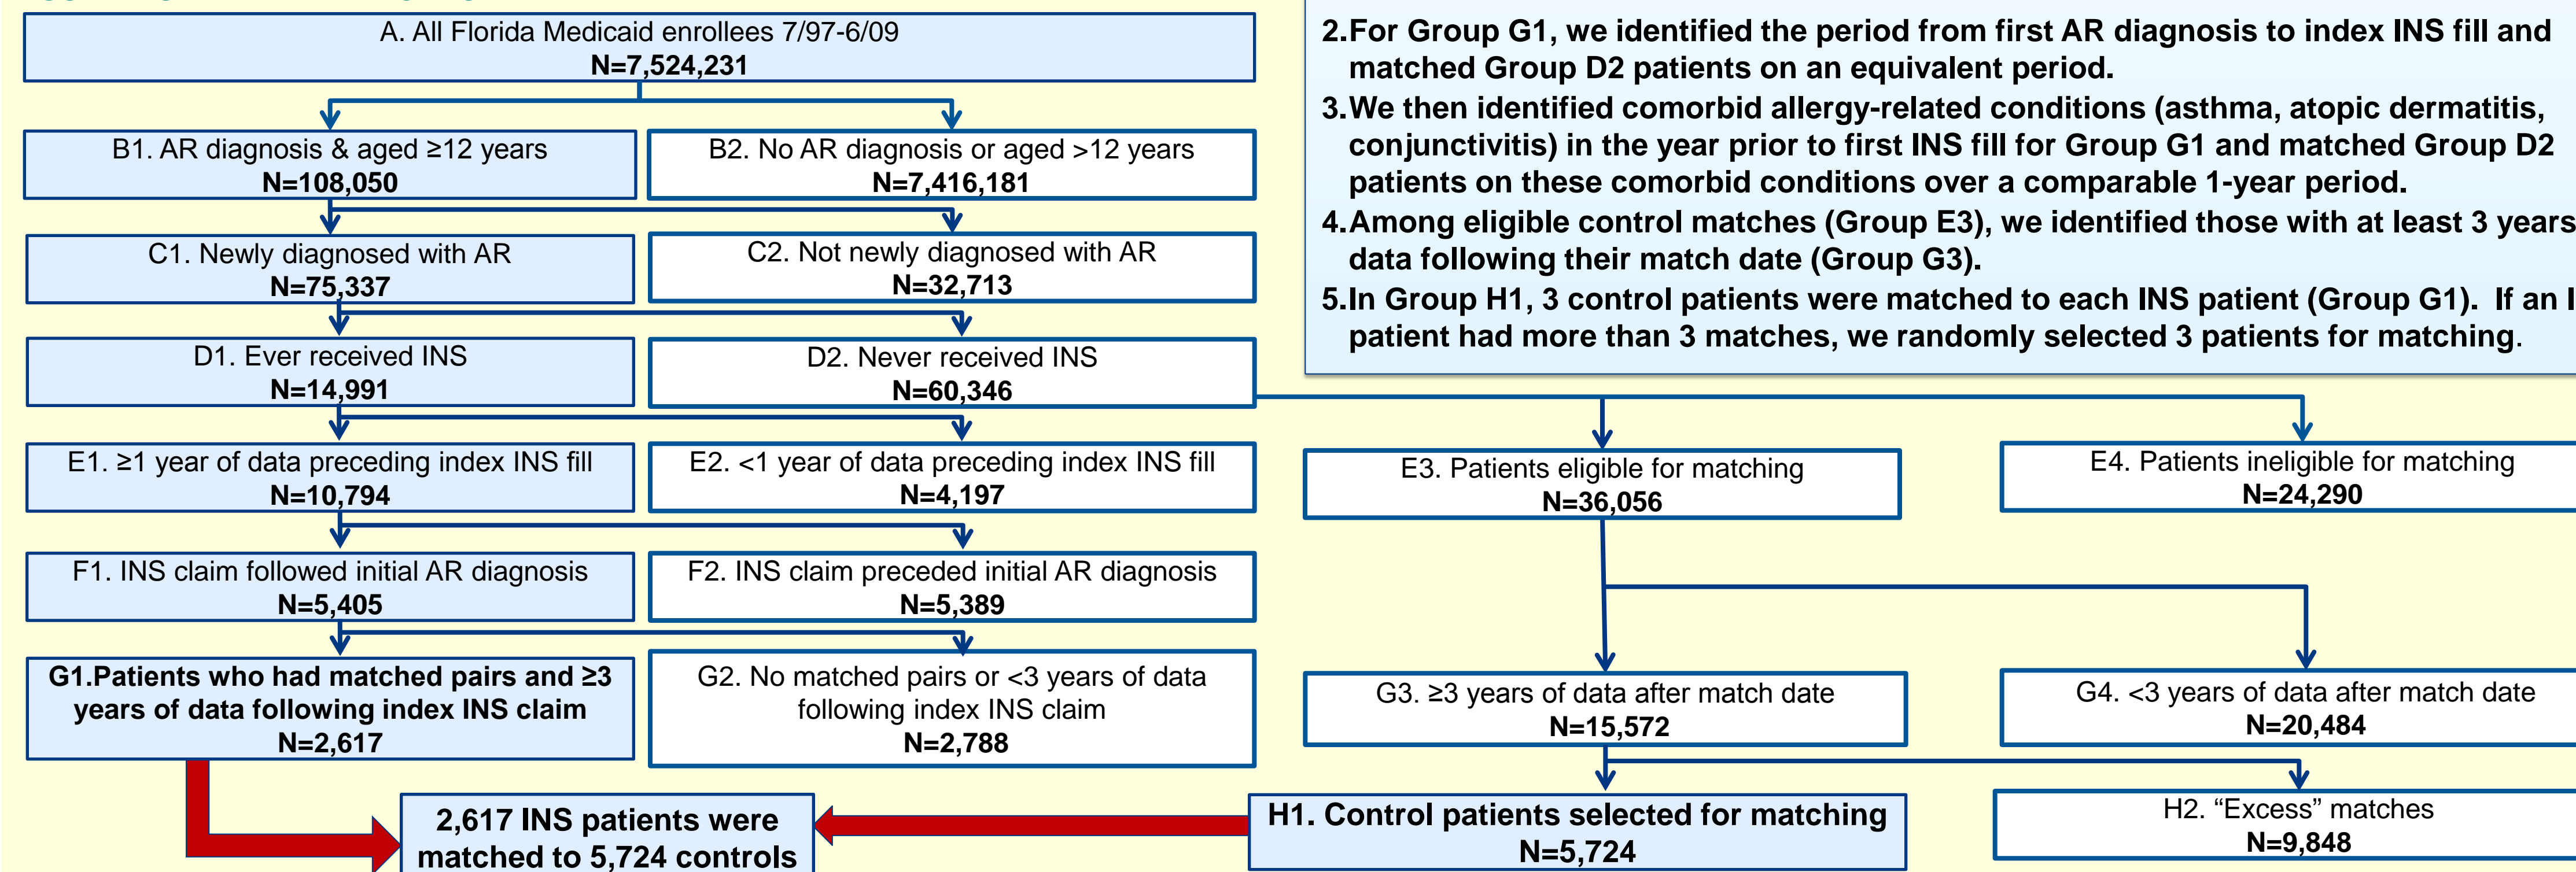 A. All Florida Medicaid enrollees 7/97-6/09
N=7,524,231
B1. AR diagnosis & aged ≥12 years
N=108,050
B2. No AR diagnosis or aged >12 years
N=7,416,181
C1. Newly diagnosed with AR
N=75,337
C2. Not newly diagnosed with AR
N=32,713
D1. Ever received INS
N=14,991
D2. Never received INS
N=60,346
E1. ≥1 year of data preceding index INS fill
N=10,794
E2. <1 year of data preceding index INS fill
N=4,197
F1. INS claim followed initial AR diagnosis
N=5,405
F2. INS claim preceded initial AR diagnosis
N=5,389
G1.Patients who had matched pairs and ≥3
years of data following index INS claim
N=2,617
G2. No matched pairs or <3 years of data
following index INS claim
N=2,788
2,617 INS patients were
matched to 5,724 controls
2.For Group G1, we identified the period from first AR diagnosis to index INS fill and
matched Group D2 patients on an equivalent period.
3.We then identified comorbid allergy-related conditions (asthma, atopic dermatitis,
conjunctivitis) in the year prior to first INS fill for Group G1 and matched Group D2
patients on these comorbid conditions over a comparable 1-year period.
4.Among eligible control matches (Group E3), we identified those with at least 3 years
data following their match date (Group G3).
5.In Group H1, 3 control patients were matched to each INS patient (Group G1). If an
patient had more than 3 matches, we randomly selected 3 patients for matching.
E3. Patients eligible for matching
N=36,056
E4. Patients ineligible for matching
N=24,290
G3. ≥3 years of data after match date
N=15,572
G4. <3 years of data after match date
N=20,484
H1. Control patients selected for matching
N=5,724
H2. “Excess” matches
N=9,848